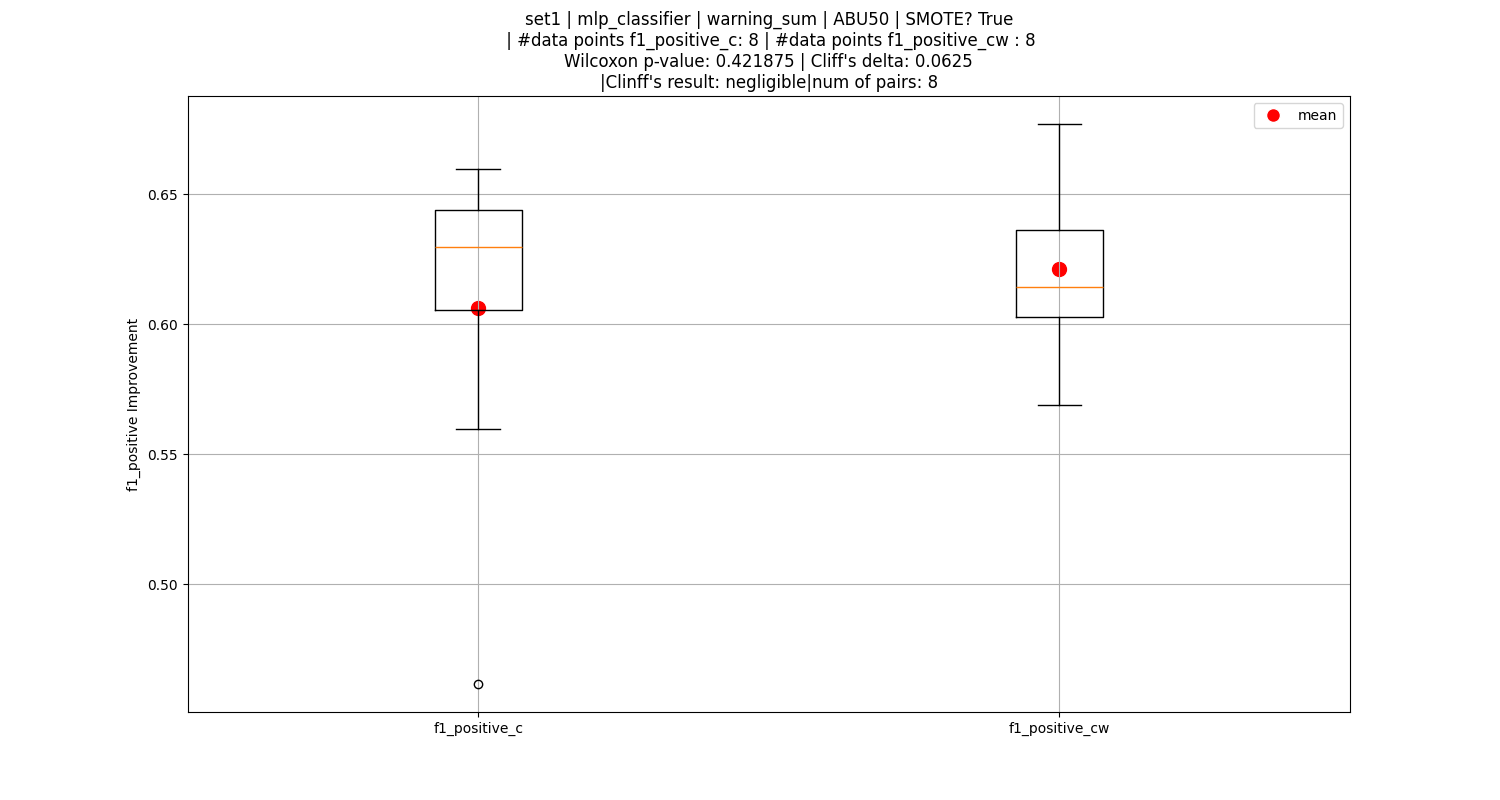 set1 | mlp_classifier | warning_sum | ABU50 | SMOTE? True
| #data points f1_positive_c: 8 | #data points f1_positive_cw : 8
Wilcoxon p-value: 0.421875 | Cliff's delta: 0.0625
|Clinff's result: negligible|num of pairs: 8
mean
0.65
0.60
0.55
0.50
f1_positive Improvement
f1_positive_c
f1_positive_cw